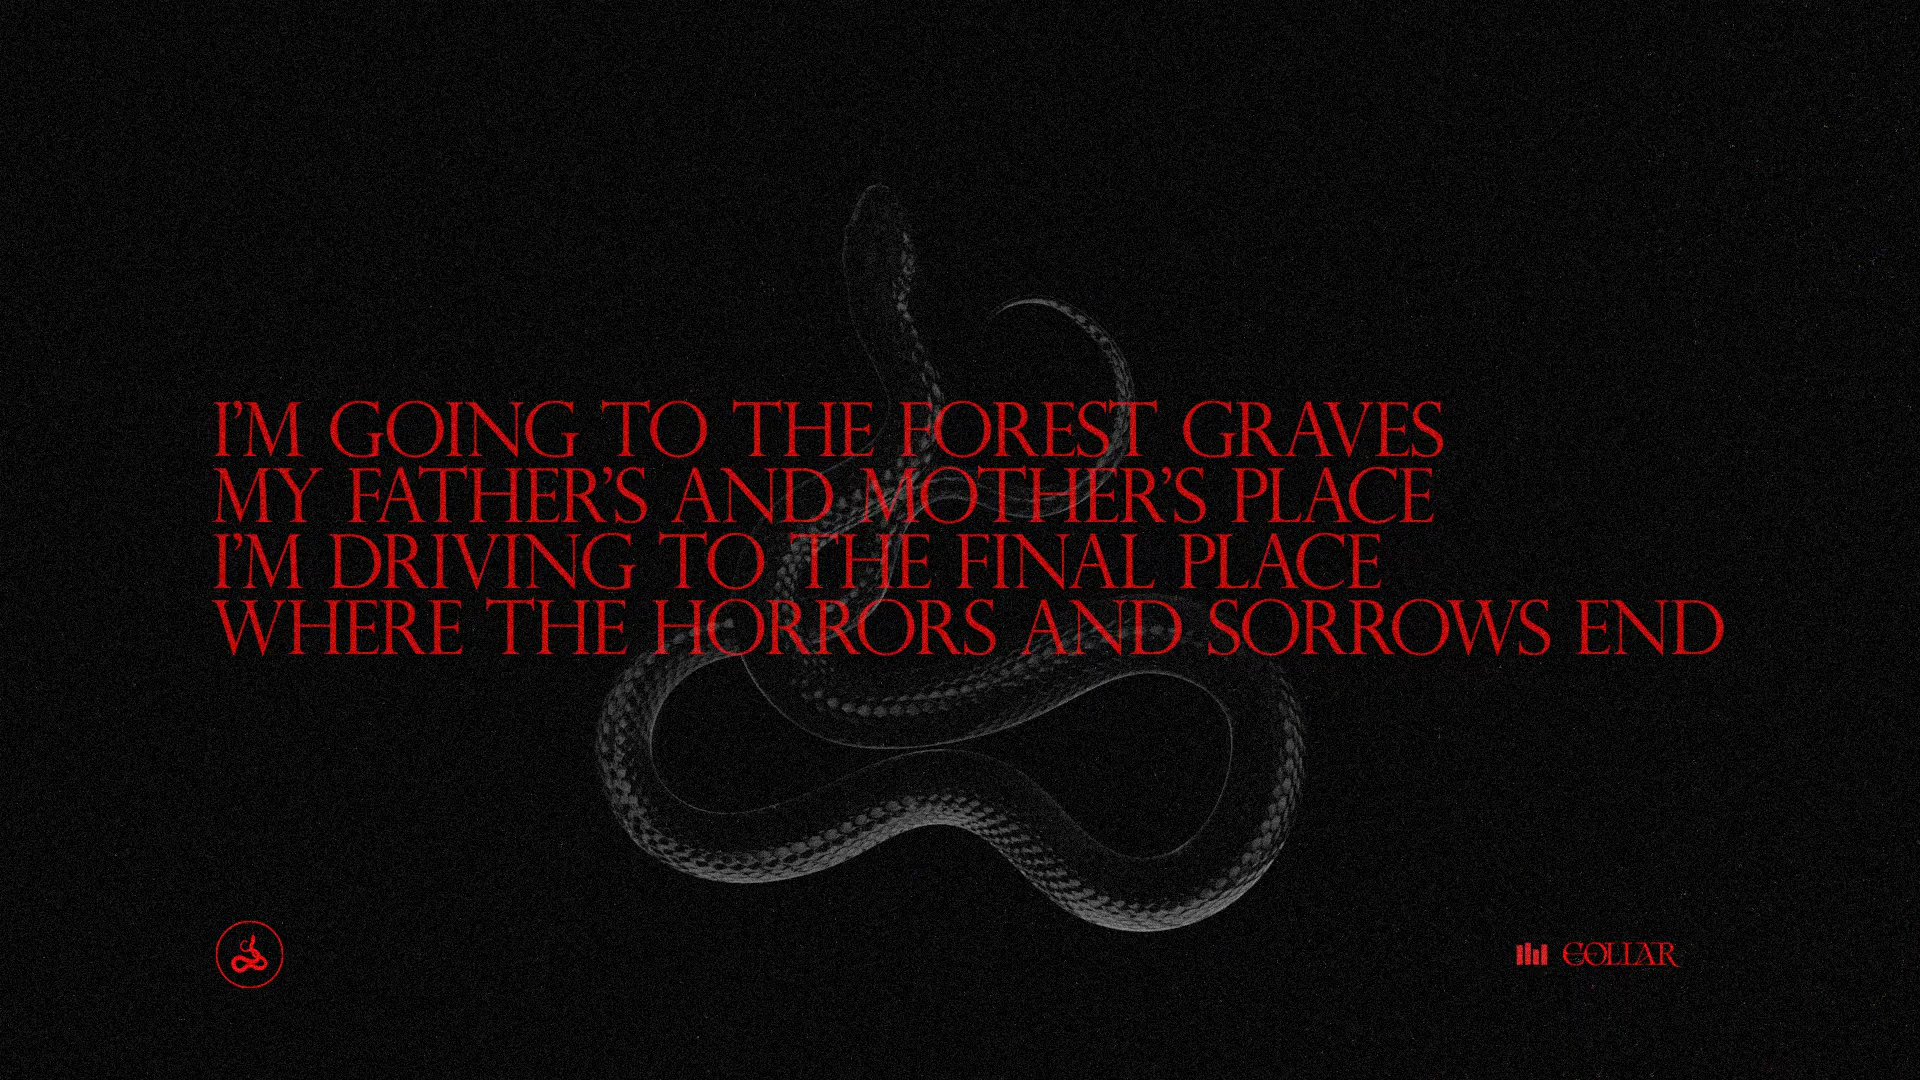 I’M GOING TO THE FOREST GRAVES
MY FATHER’S AND MOTHER’S PLACE
I’M DRIVING TO THE FINAL PLACE
WHERE THE HORRORS AND SORROWS END
COLLAR